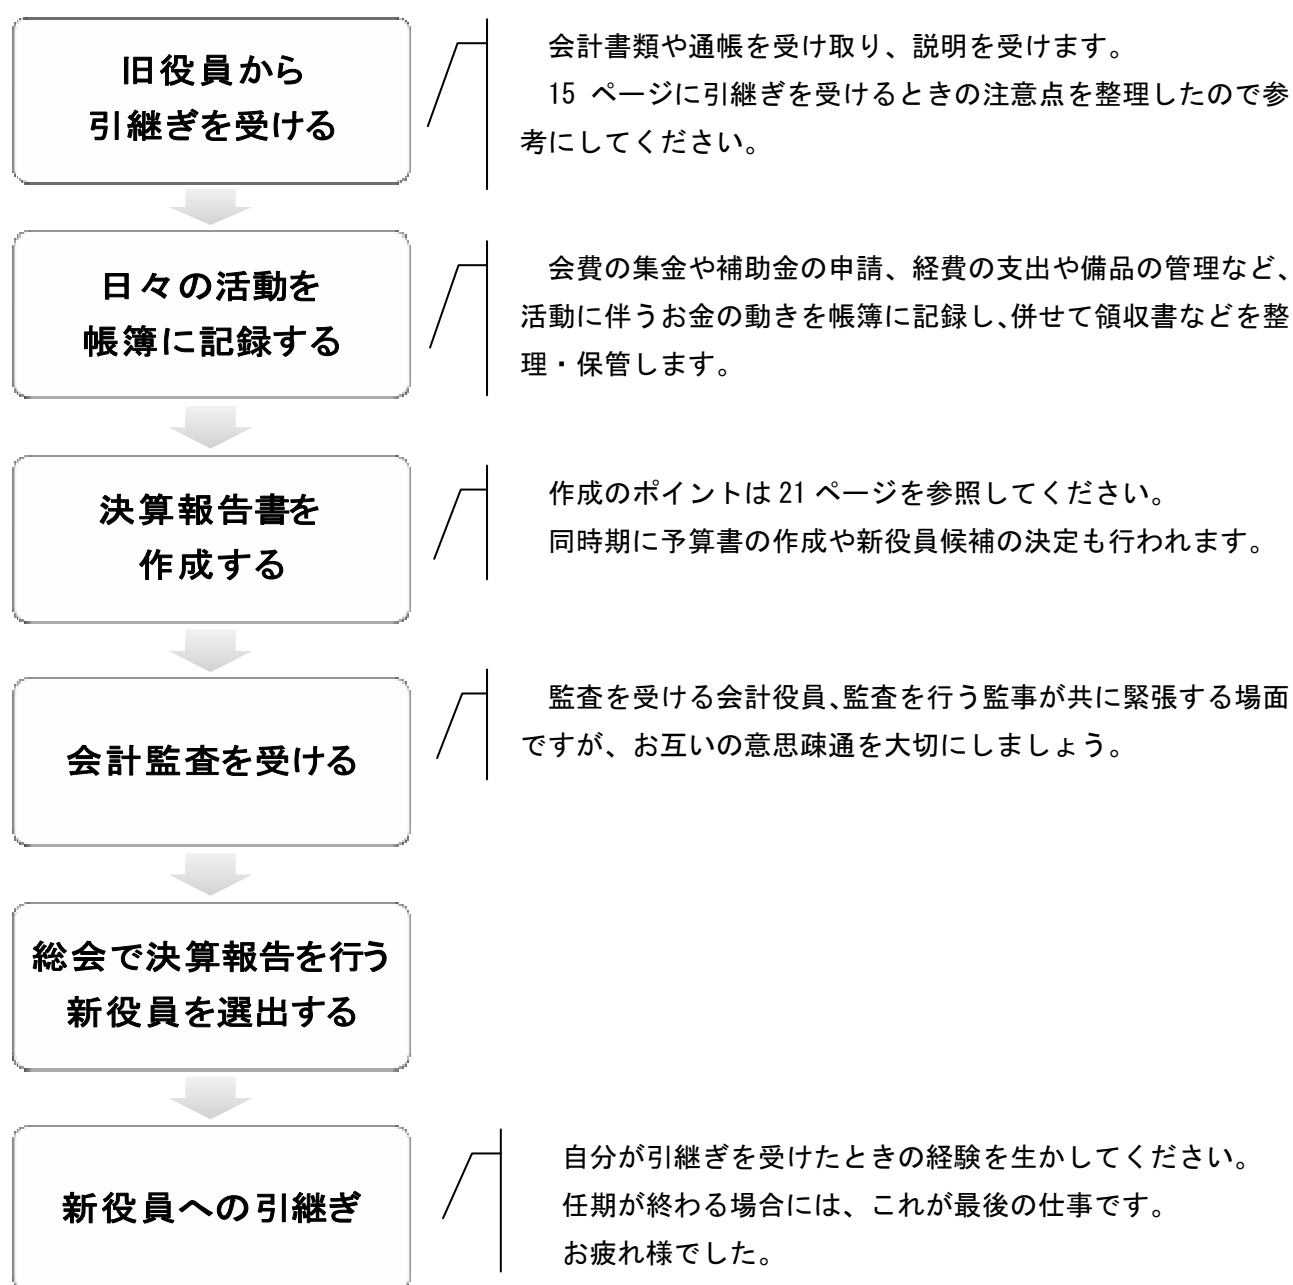 旧役員から
引継ぎを受ける
会計書類や通帳を受け取り、説明を受けます。
15 ページに引継ぎを受けるときの注意点を整理したので参
考にしてください。
日々の活動を
帳簿に記録する
会費の集金や補助金の申請、経費の支出や備品の管理など、
活動に伴うお金の動きを帳簿に記録し、併せて領収書などを整
理・保管します。
決算報告書を
作成する
作成のポイントは 21 ページを参照してください。
同時期に予算書の作成や新役員候補の決定も行われます。
会計監査を受ける
監査を受ける会計役員、監査を行う監事が共に緊張する場面
ですが、お互いの意思疎通を大切にしましょう。
総会で決算報告を行う
新役員を選出する
新役員への引継ぎ
自分が引継ぎを受けたときの経験を生かしてください。
任期が終わる場合には、これが最後の仕事です。
お疲れ様でした。